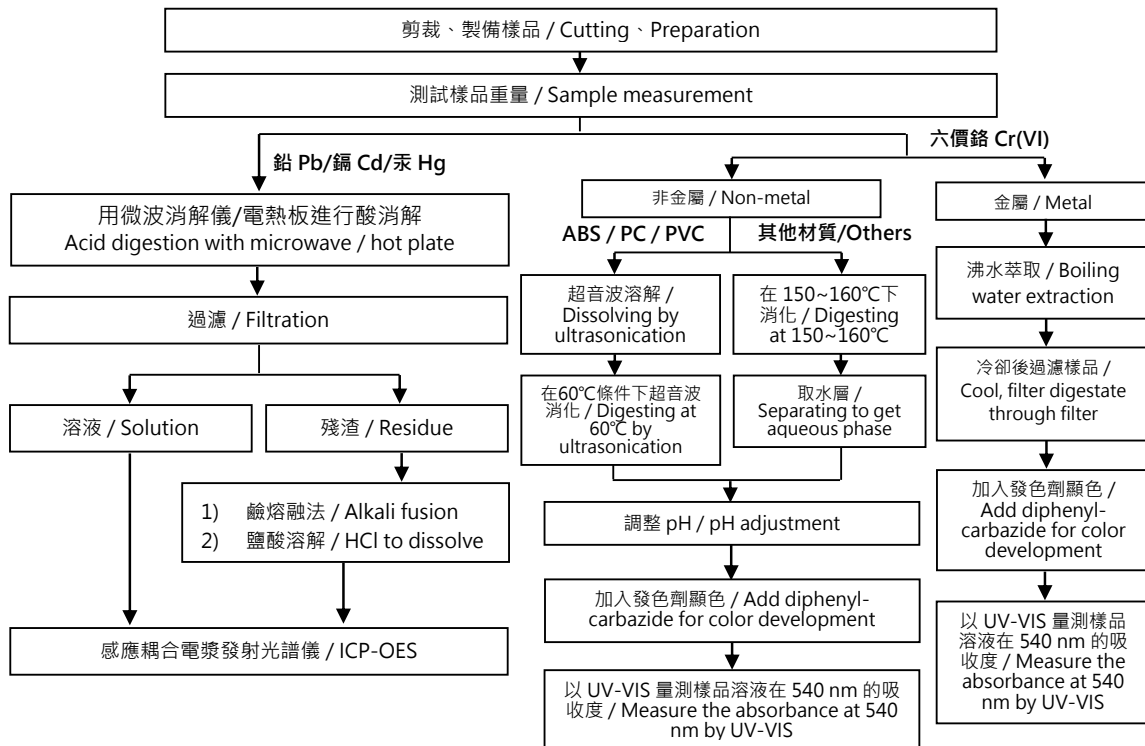 剪裁、製備樣品 / Cutting、Preparation
測試樣品重量 / Sample measurement
鉛 Pb/鎘 Cd/汞 Hg
六價鉻 Cr(VI)
用微波消解儀/電熱板進行酸消解
Acid digestion with microwave / hot plate
非金屬 / Non-metal
金屬 / Metal
ABS / PC / PVC
其他材質/Others
過濾 / Filtration
超音波溶解 /
Dissolving by
ultrasonication
在 150~160℃下
消化 / Digesting
at 150~160℃
沸水萃取 / Boiling
water extraction
溶液 / Solution
殘渣 / Residue
在60℃條件下超音波
消化 / Digesting at
60℃ by
ultrasonication
取水層 /
Separating to get
aqueous phase
冷卻後過濾樣品 /
Cool, filter digestate
through filter
1) 鹼熔融法 / Alkali fusion
2) 鹽酸溶解 / HCl to dissolve
調整 pH / pH adjustment
加入發色劑顯色 /
Add diphenyl-
carbazide for color
development
感應耦合電漿發射光譜儀 / ICP-OES
加入發色劑顯色 / Add diphenyl-
carbazide for color development
以 UV-VIS 量測樣品
溶液在 540 nm 的吸
收度 / Measure the
absorbance at 540
nm by UV-VIS
以 UV-VIS 量測樣品溶液在 540 nm 的吸
收度 / Measure the absorbance at 540
nm by UV-VIS